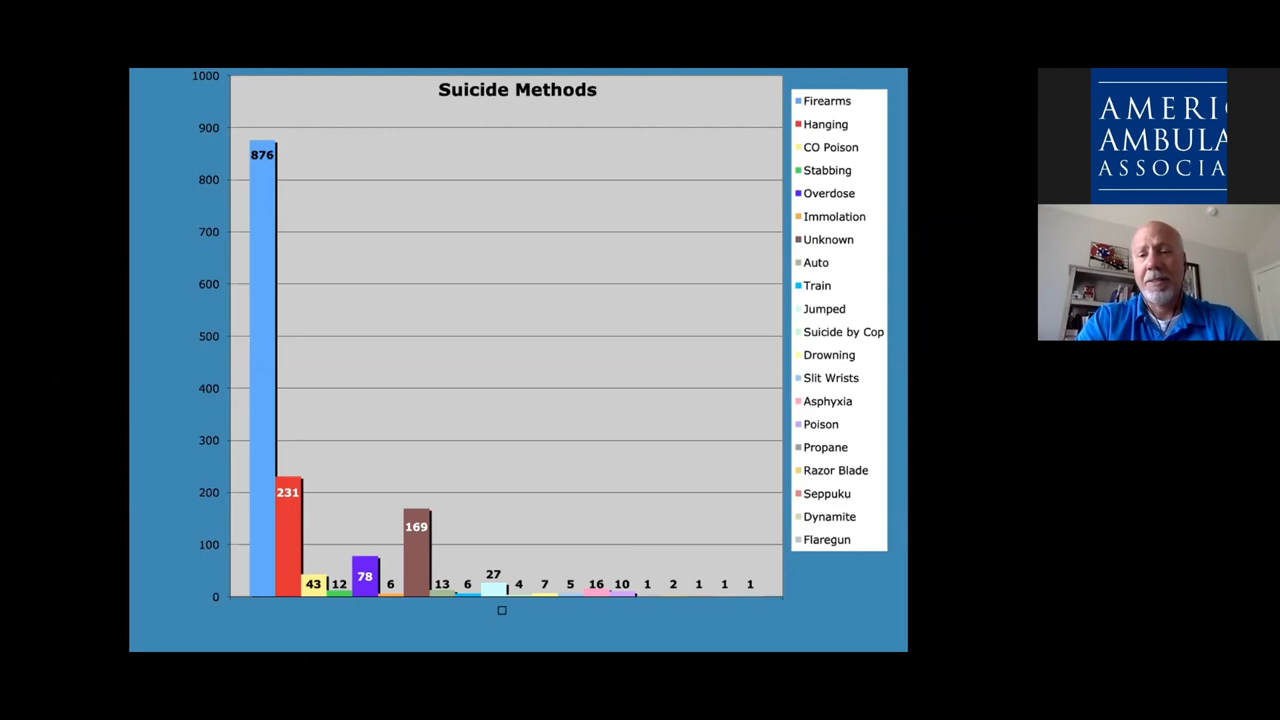 Suicide Methods
1000
900
800
700
600
500
400
300
200
100
0
876
231
43
12
78
6
169
13
6
27
4
7
5
16
10
1
2
1
1
1
Firearms
Hanging
CO Poison
Stabbing
Overdose
Immolation
Unknown
Auto
Train
Jumped
Suicide by Cop
Drowning
Slit Wrists
Asphyxia
Poison
Propane
Razor Blade
Seppuku
Dynamite
Flaregun
AMERI
AMBULA
ASSOCIA